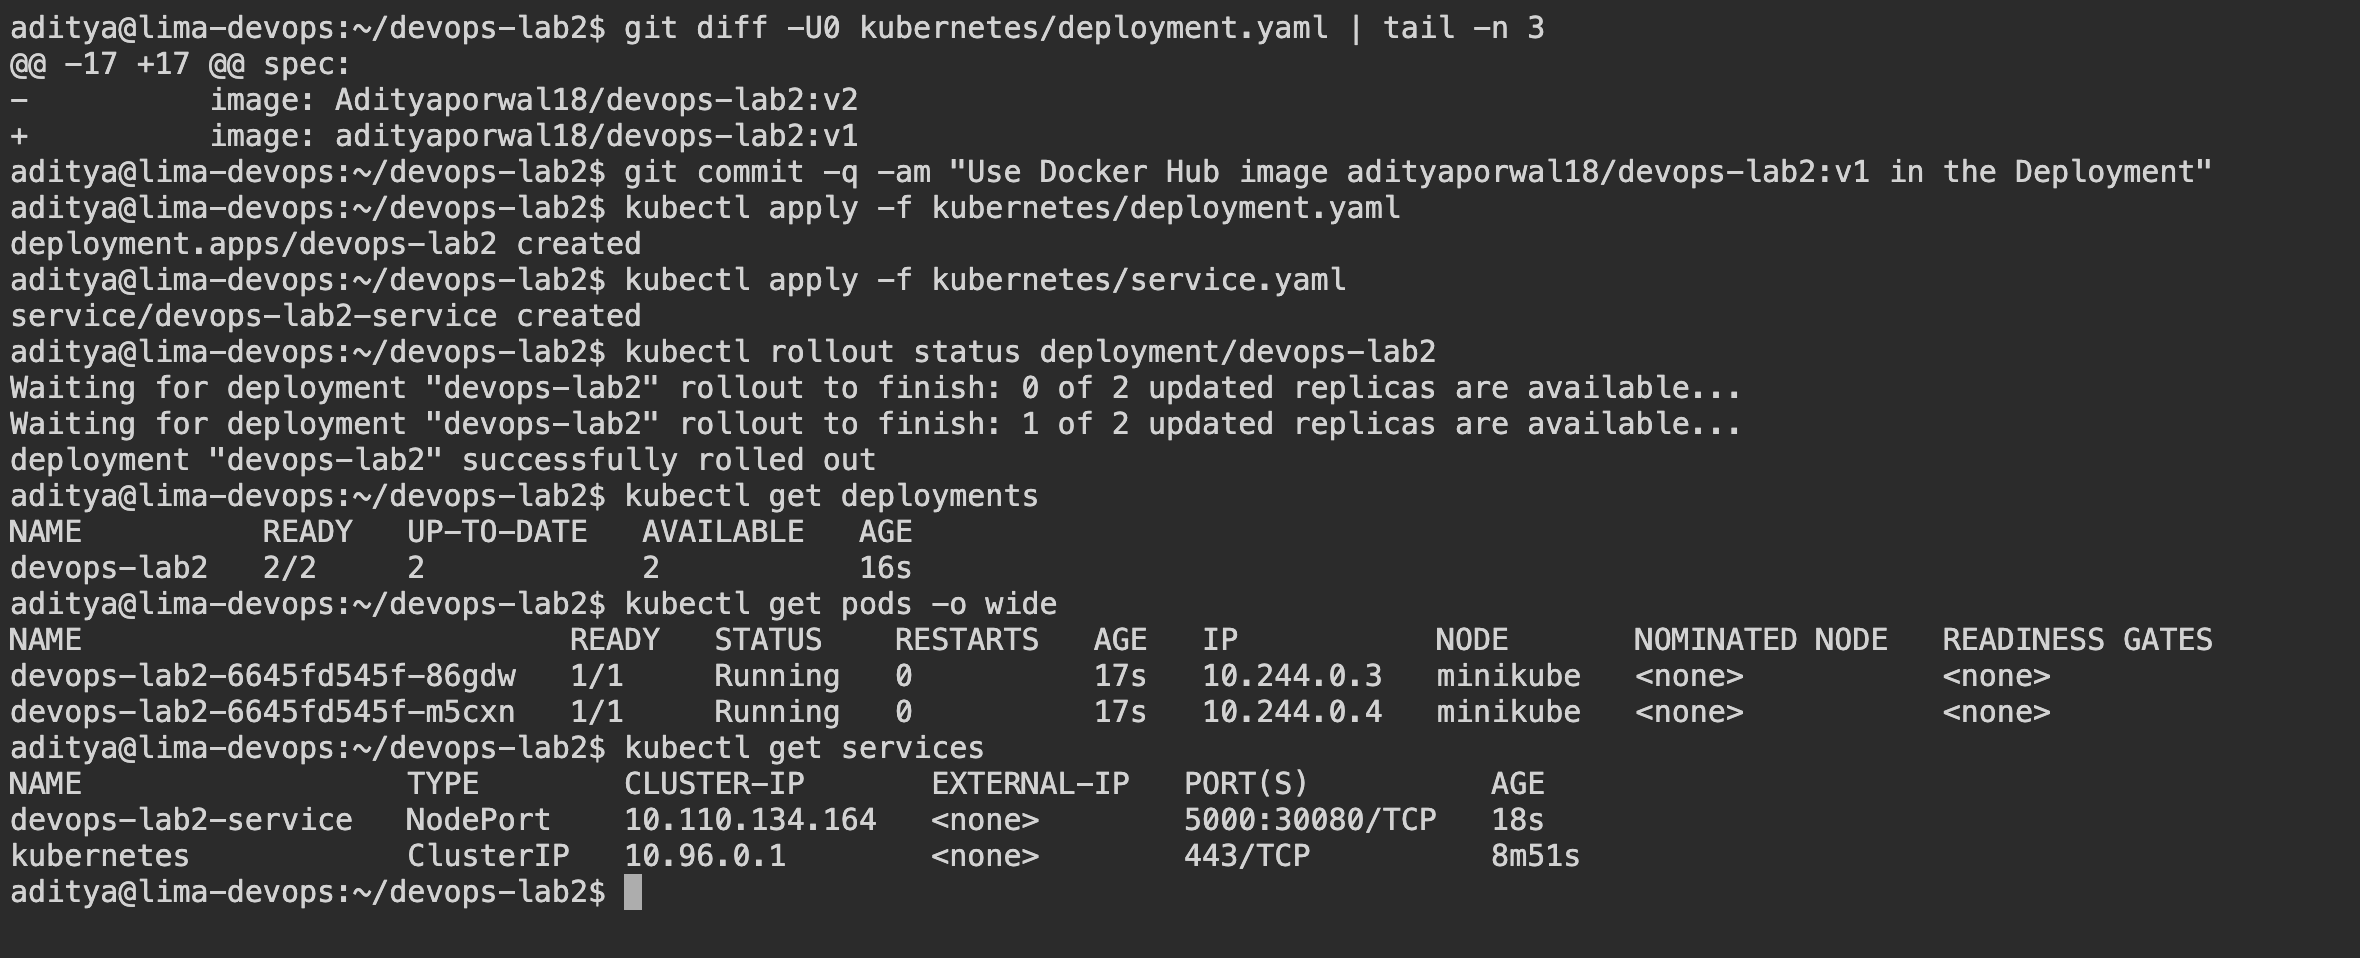 aditya@lima-devops:~/devops-lab2$ git diff -U0 kubernetes/deployment.yaml | tail -n 3
@@ -17 +17 @@ spec:
-          image: Adityaporwal18/devops-lab2:v2
+          image: adityaporwal18/devops-lab2:v1
aditya@lima-devops:~/devops-lab2$ git commit -q -am "Use Docker Hub image adityaporwal18/devops-lab2:v1 in the Deployment"
aditya@lima-devops:~/devops-lab2$ kubectl apply -f kubernetes/deployment.yaml
deployment.apps/devops-lab2 created
aditya@lima-devops:~/devops-lab2$ kubectl apply -f kubernetes/service.yaml
service/devops-lab2-service created
aditya@lima-devops:~/devops-lab2$ kubectl rollout status deployment/devops-lab2
Waiting for deployment "devops-lab2" rollout to finish: 0 of 2 updated replicas are available...
Waiting for deployment "devops-lab2" rollout to finish: 1 of 2 updated replicas are available...
deployment "devops-lab2" successfully rolled out
aditya@lima-devops:~/devops-lab2$ kubectl get deployments
NAME          READY   UP-TO-DATE   AVAILABLE   AGE
devops-lab2   2/2     2            2           16s
aditya@lima-devops:~/devops-lab2$ kubectl get pods -o wide
NAME                           READY   STATUS    RESTARTS   AGE   IP           NODE       NOMINATED NODE   READINESS GATES
devops-lab2-6645fd545f-86gdw   1/1     Running   0          17s   10.244.0.3   minikube   <none>           <none>
devops-lab2-6645fd545f-m5cxn   1/1     Running   0          17s   10.244.0.4   minikube   <none>           <none>
aditya@lima-devops:~/devops-lab2$ kubectl get services
NAME                  TYPE        CLUSTER-IP       EXTERNAL-IP   PORT(S)          AGE
devops-lab2-service   NodePort    10.110.134.164   <none>        5000:30080/TCP   18s
kubernetes            ClusterIP   10.96.0.1        <none>        443/TCP          8m51s
aditya@lima-devops:~/devops-lab2$